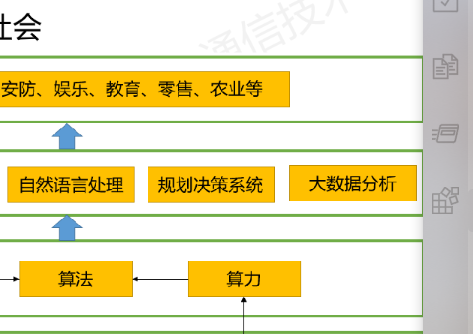 社会
通信技术
安防、娱乐、教育、零售、农业等
自然语言处理 规划决策系统 大数据分析
算法 算力